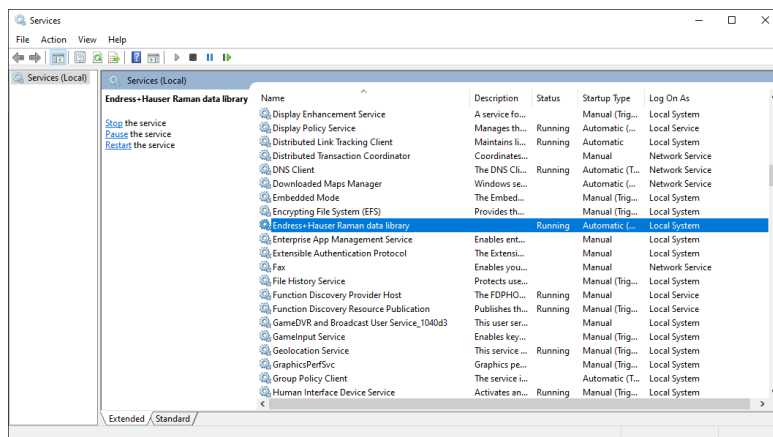 Services
File Action View Help
Services (Local)
Services (Local)
Endress+Hauser Raman data library
Stop the service
Pause the service
Restart the service
Name Description Status Startup Type Log On As
Display Enhancement Service A service fo... Manual (Trig... Local System
Display Policy Service Manages th... Running Automatic (... Local Service
Distributed Link Tracking Client Maintains li... Running Automatic Local System
Distributed Transaction Coordinator Coordinates... Manual Network Service
DNS Client The DNS Cli... Running Automatic (T... Network Service
Downloaded Maps Manager Windows se... Automatic (... Network Service
Embedded Mode The Embed... Manual (Trig... Local System
Encrypting File System (EFS) Provides th... Manual (Trig... Local System
Endress+Hauser Raman data library Running Automatic (... Local System
Enterprise App Management Service Enables ent... Manual Local System
Extensible Authentication Protocol The Extensi... Manual Local System
Fax Enables you... Manual Network Service
File History Service Protects use... Manual (Trig... Local System
Function Discovery Provider Host The FDPHO... Running Manual Local Service
Function Discovery Resource Publication Publishes th... Running Manual (Trig... Local Service
GameDVR and Broadcast User Service_1040d3 This user ser... Manual Local System
GameInput Service Enables key... Manual (Trig... Local System
Geolocation Service This service ... Running Manual (Trig... Local System
GraphicsPerfSvc Graphics pe... Manual (Trig... Local System
Group Policy Client The service i... Automatic (T... Local System
Human Interface Device Service Activates an... Running Manual (Trig... Local System
Extended Standard